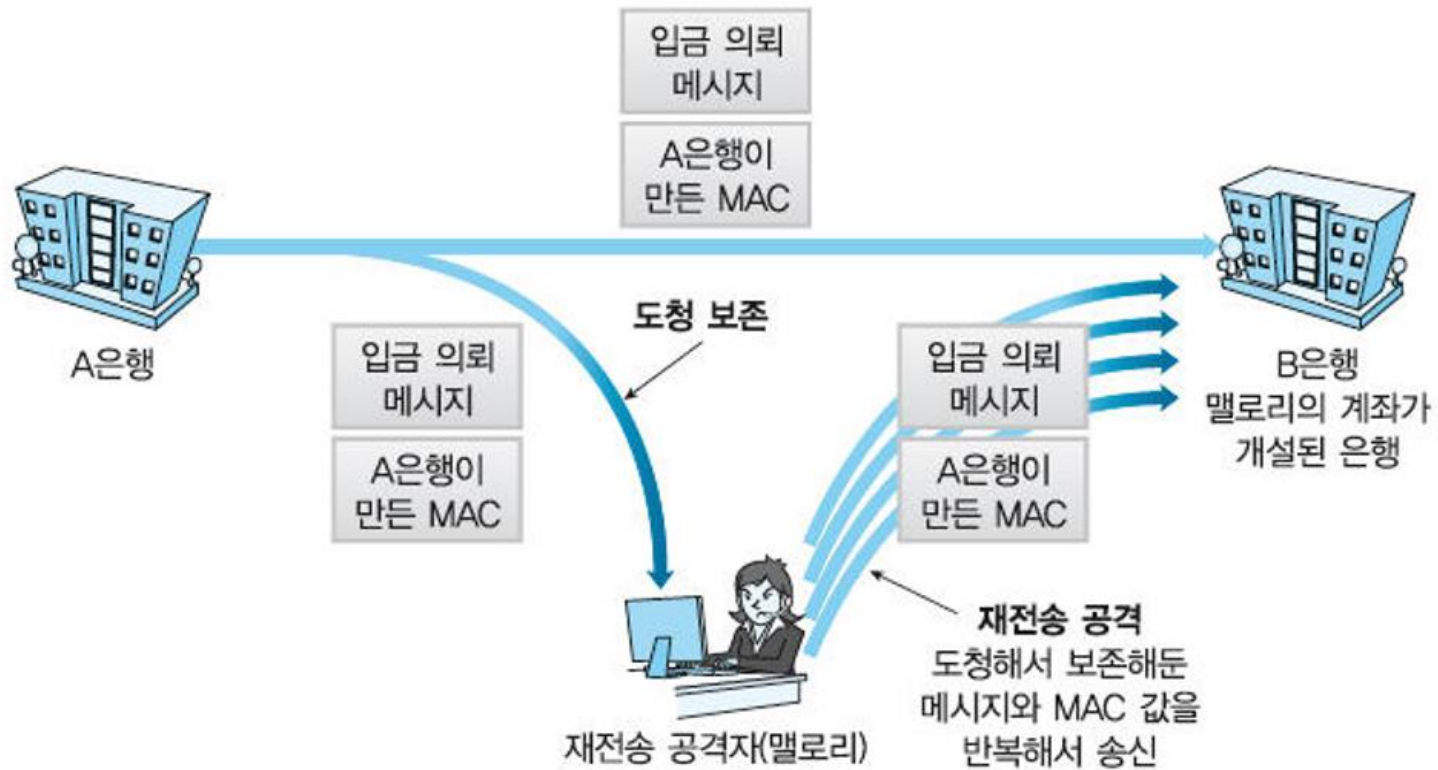 입금 의뢰
메시지
A은행이
만든 MAC
A은행
도청 보존
입금 의뢰
메시지
A은행이
만든 MAC
입금 의뢰
메시지
A은행이
만든 MAC
B은행
맬로리의 계좌가
개설된 은행
재전송 공격자(맬로리)
재전송 공격
도청해서 보존해둔
메시지와 MAC 값을
반복해서 송신